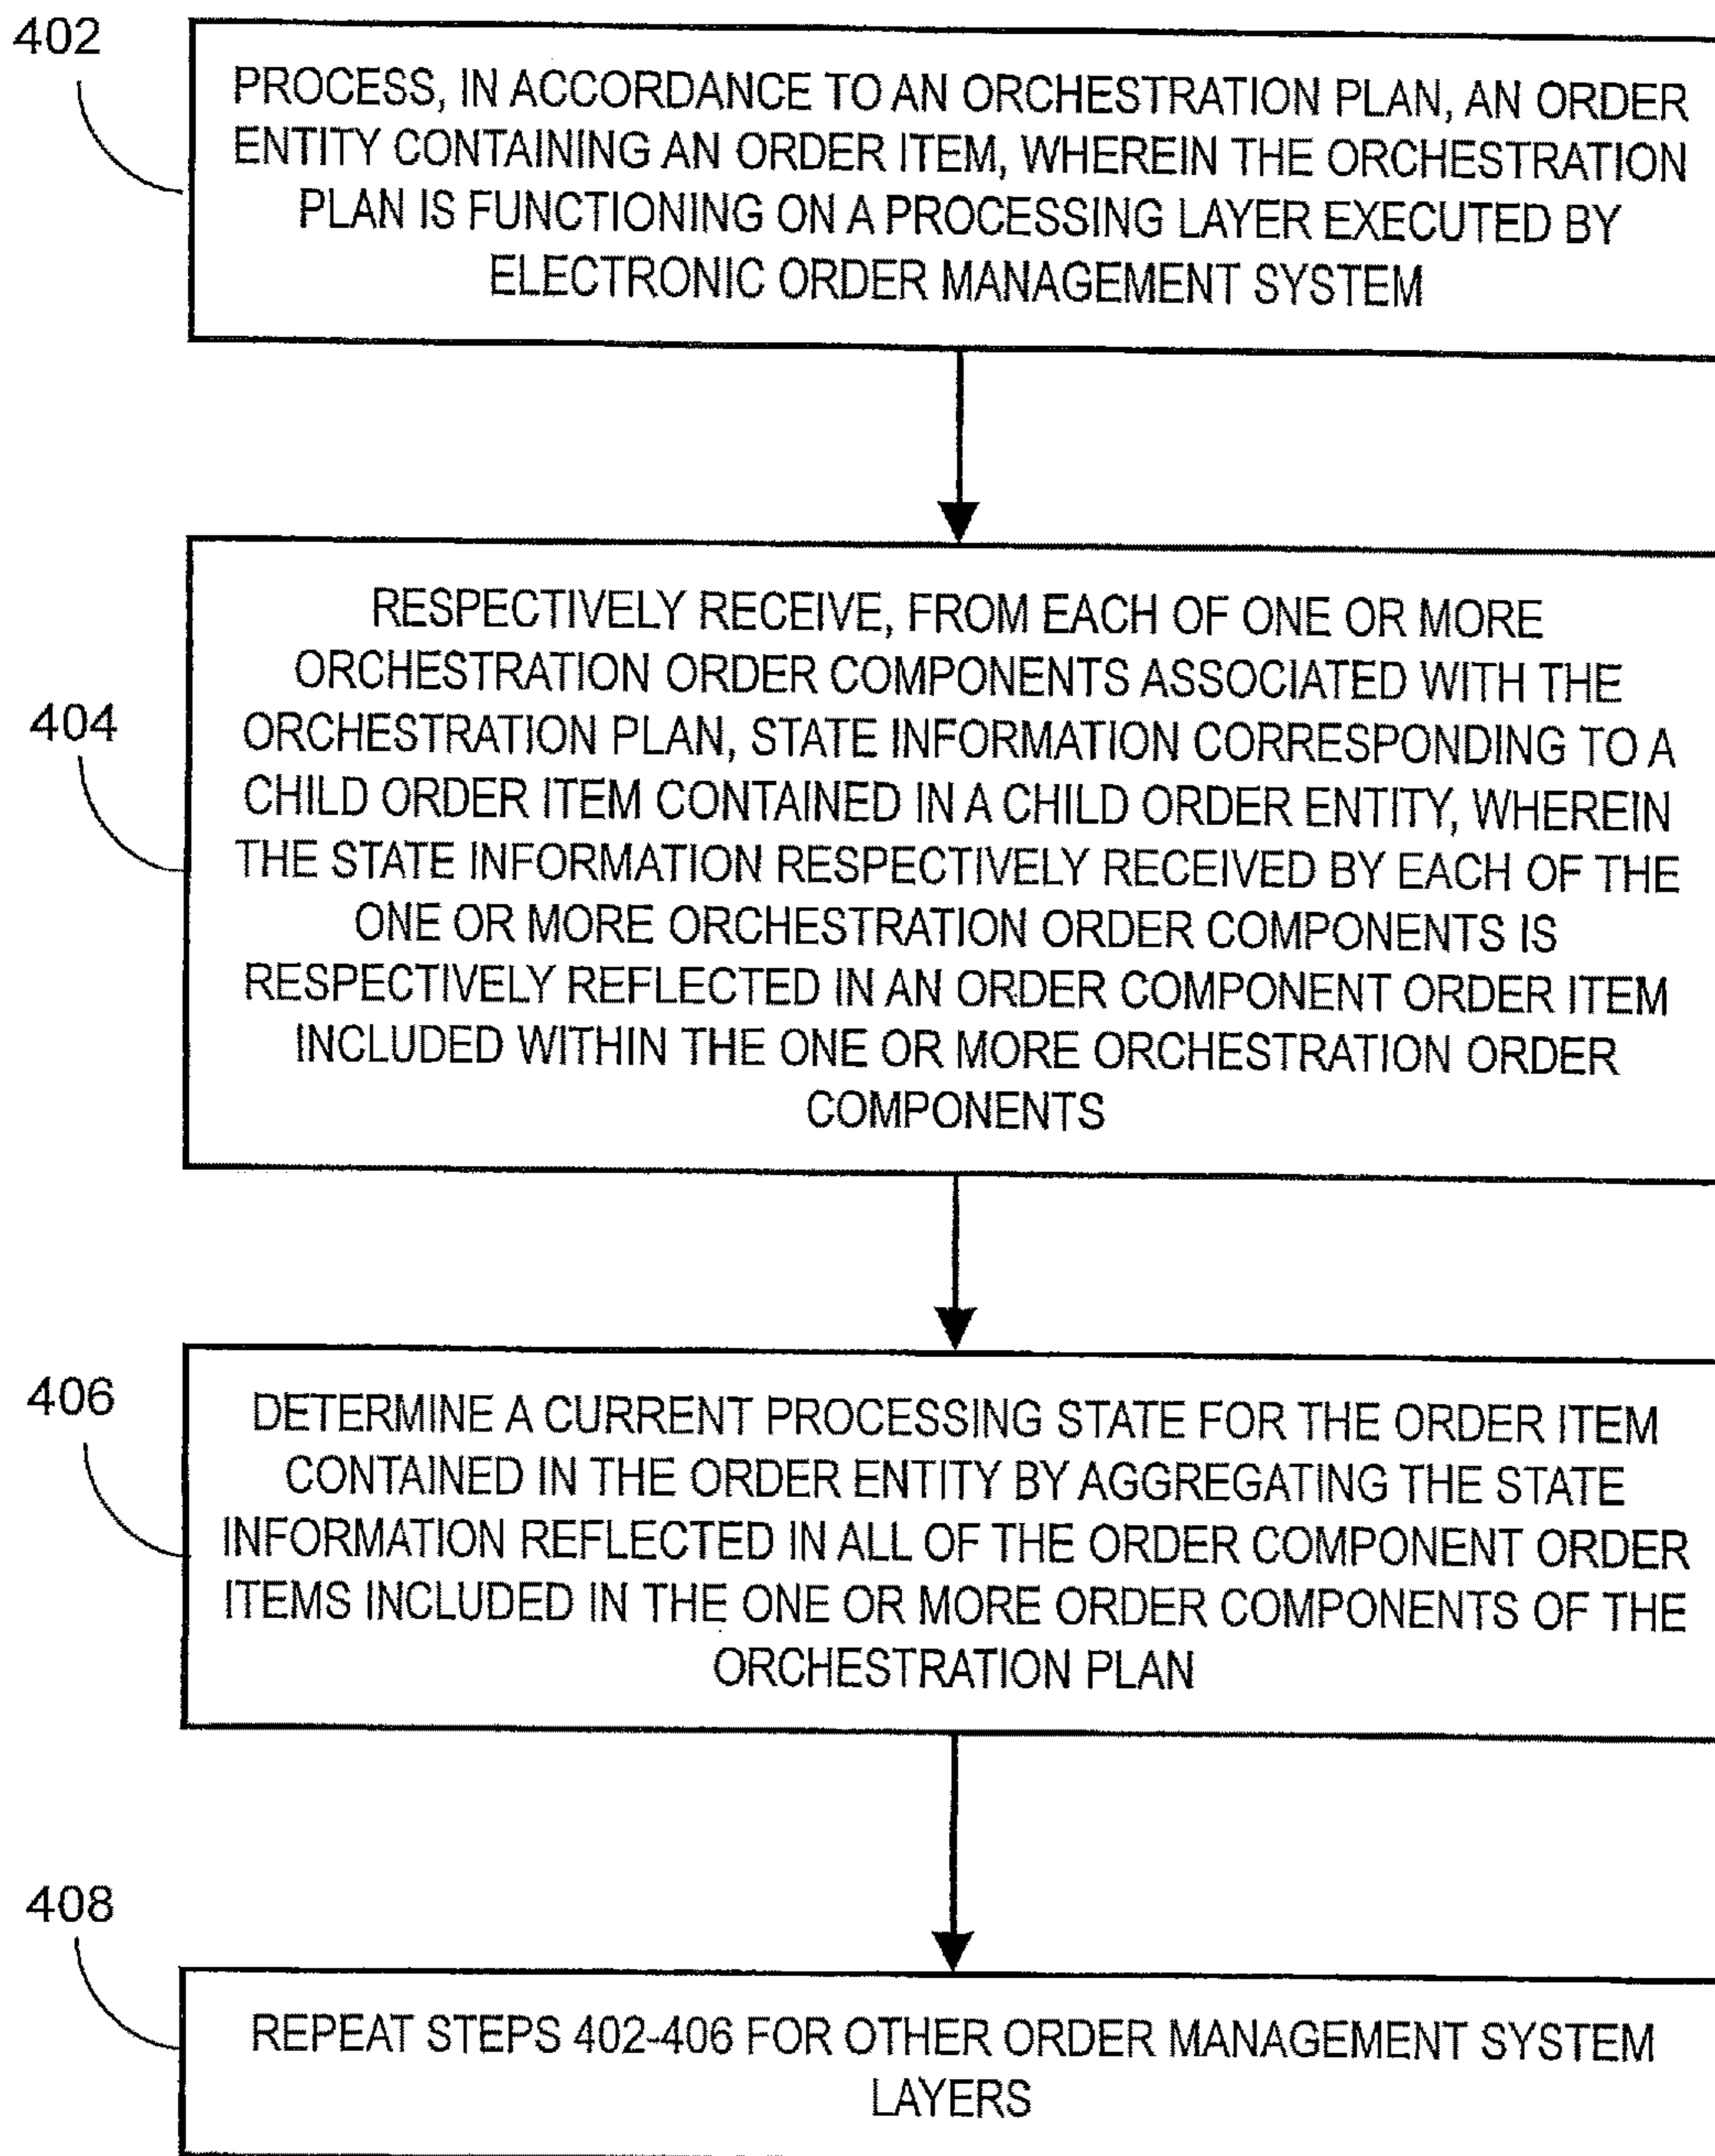 402
PROCESS, IN ACCORDANCE TO AN ORCHESTRATION PLAN, AN ORDER
ENTITY CONTAINING AN ORDER ITEM, WHEREIN THE ORCHESTRATION
PLAN IS FUNCTIONING ON A PROCESSING LAYER EXECUTED BY
ELECTRONIC ORDER MANAGEMENT SYSTEM
404
RESPECTIVELY RECEIVE, FROM EACH OF ONE OR MORE
ORCHESTRATION ORDER COMPONENTS ASSOCIATED WITH THE
ORCHESTRATION PLAN, STATE INFORMATION CORRESPONDING TO A
CHILD ORDER ITEM CONTAINED IN A CHILD ORDER ENTITY, WHEREIN
THE STATE INFORMATION RESPECTIVELY RECEIVED BY EACH OF THE
ONE OR MORE ORCHESTRATION ORDER COMPONENTS IS
RESPECTIVELY REFLECTED IN AN ORDER COMPONENT ORDER ITEM
INCLUDED WITHIN THE ONE OR MORE ORCHESTRATION ORDER
COMPONENTS
406
DETERMINE A CURRENT PROCESSING STATE FOR THE ORDER ITEM
CONTAINED IN THE ORDER ENTITY BY AGGREGATING THE STATE
INFORMATION REFLECTED IN ALL OF THE ORDER COMPONENT ORDER
ITEMS INCLUDED IN THE ONE OR MORE ORDER COMPONENTS OF THE
ORCHESTRATION PLAN
408
REPEAT STEPS 402-406 FOR OTHER ORDER MANAGEMENT SYSTEM
LAYERS